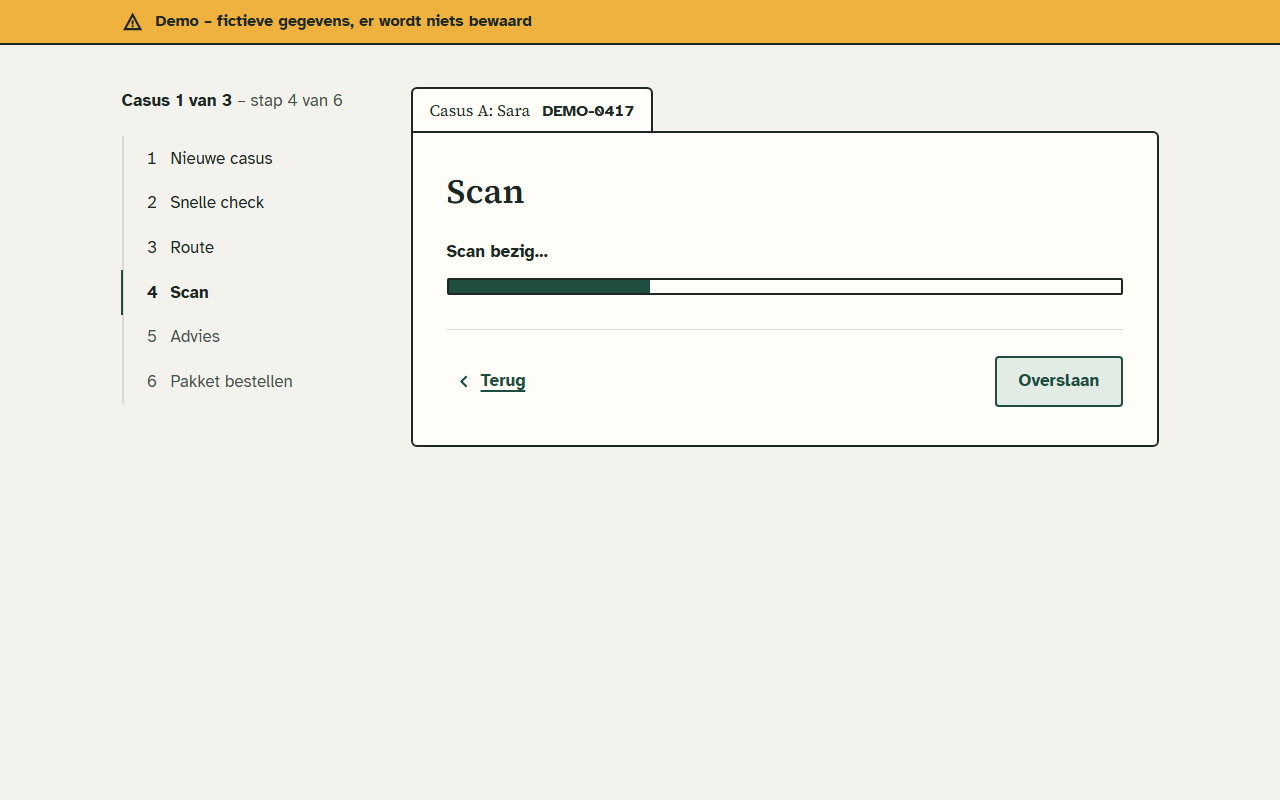 Demo – fictieve gegevens, er wordt niets bewaard
Casus 1 van 3 – stap 4 van 6
1 Nieuwe casus
2 Snelle check
3 Route
4 Scan
5 Advies
6 Pakket bestellen
Casus A: Sara DEMO-0417
Scan
Scan bezig...
Terug
Overslaan